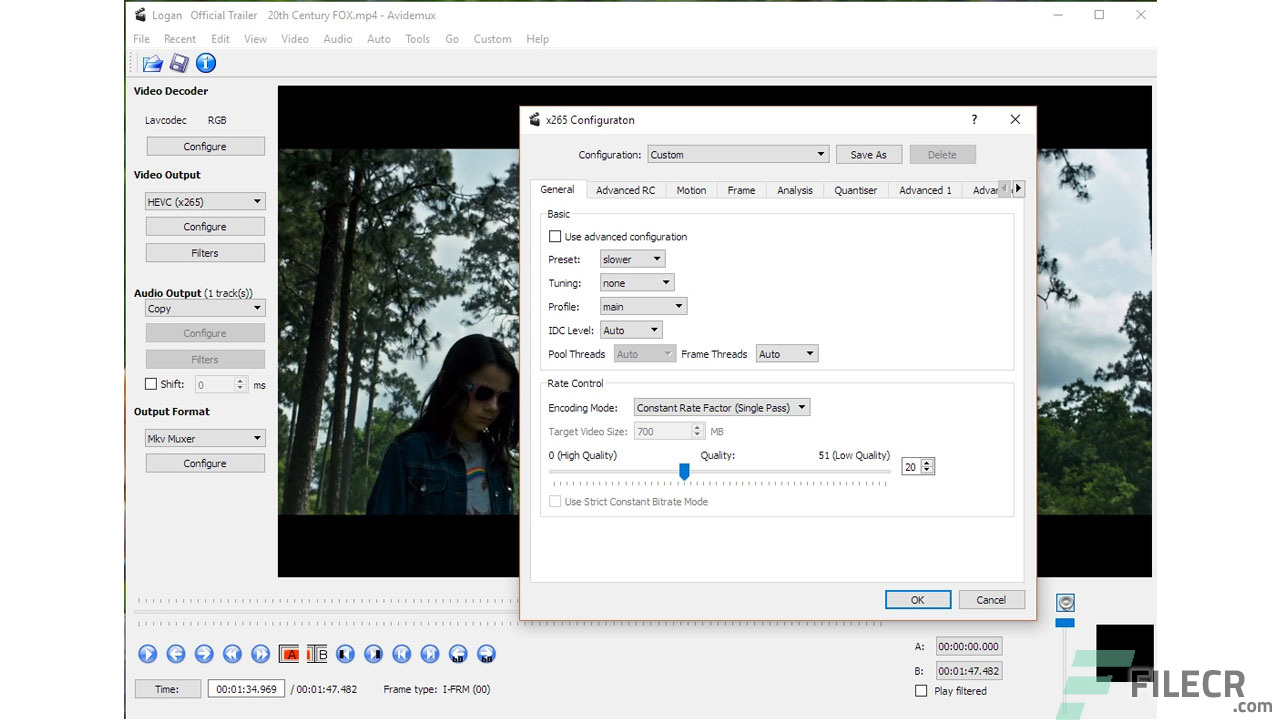 Logan Official Trailer 20th Century FOX.mp4 - Avidemux
File Recent Edit View Video Audio Auto Tools Go Custom Help
Video Decoder
Lavcodec RGB
Configure
Video Output
HEVC (x265)
Configure
Filters
Audio Output (1 track(s))
Copy
Configure
Filters
Shift: 0 ms
Output Format
Mkv Muxer
Configure
x265 Configuraton
Configuration: Custom Save As Delete
General Advanced RC Motion Frame Analysis Quantiser Advanced 1 Advan
Basic
Use advanced configuration
Preset: slower
Tuning: none
Profile: main
IDC Level: Auto
Pool Threads Auto Frame Threads Auto
Rate Control
Encoding Mode: Constant Rate Factor (Single Pass)
Target Video Size: 700 MB
0 (High Quality) Quality: 51 (Low Quality)
20
Use Strict Constant Bitrate Mode
OK Cancel
A B 60 60
A: 00:00:00.000
B: 00:01:47.482
Play filtered
Time: 00:01:34.969 / 00:01:47.482 Frame type: I-FRM (00)
FILECR
.com